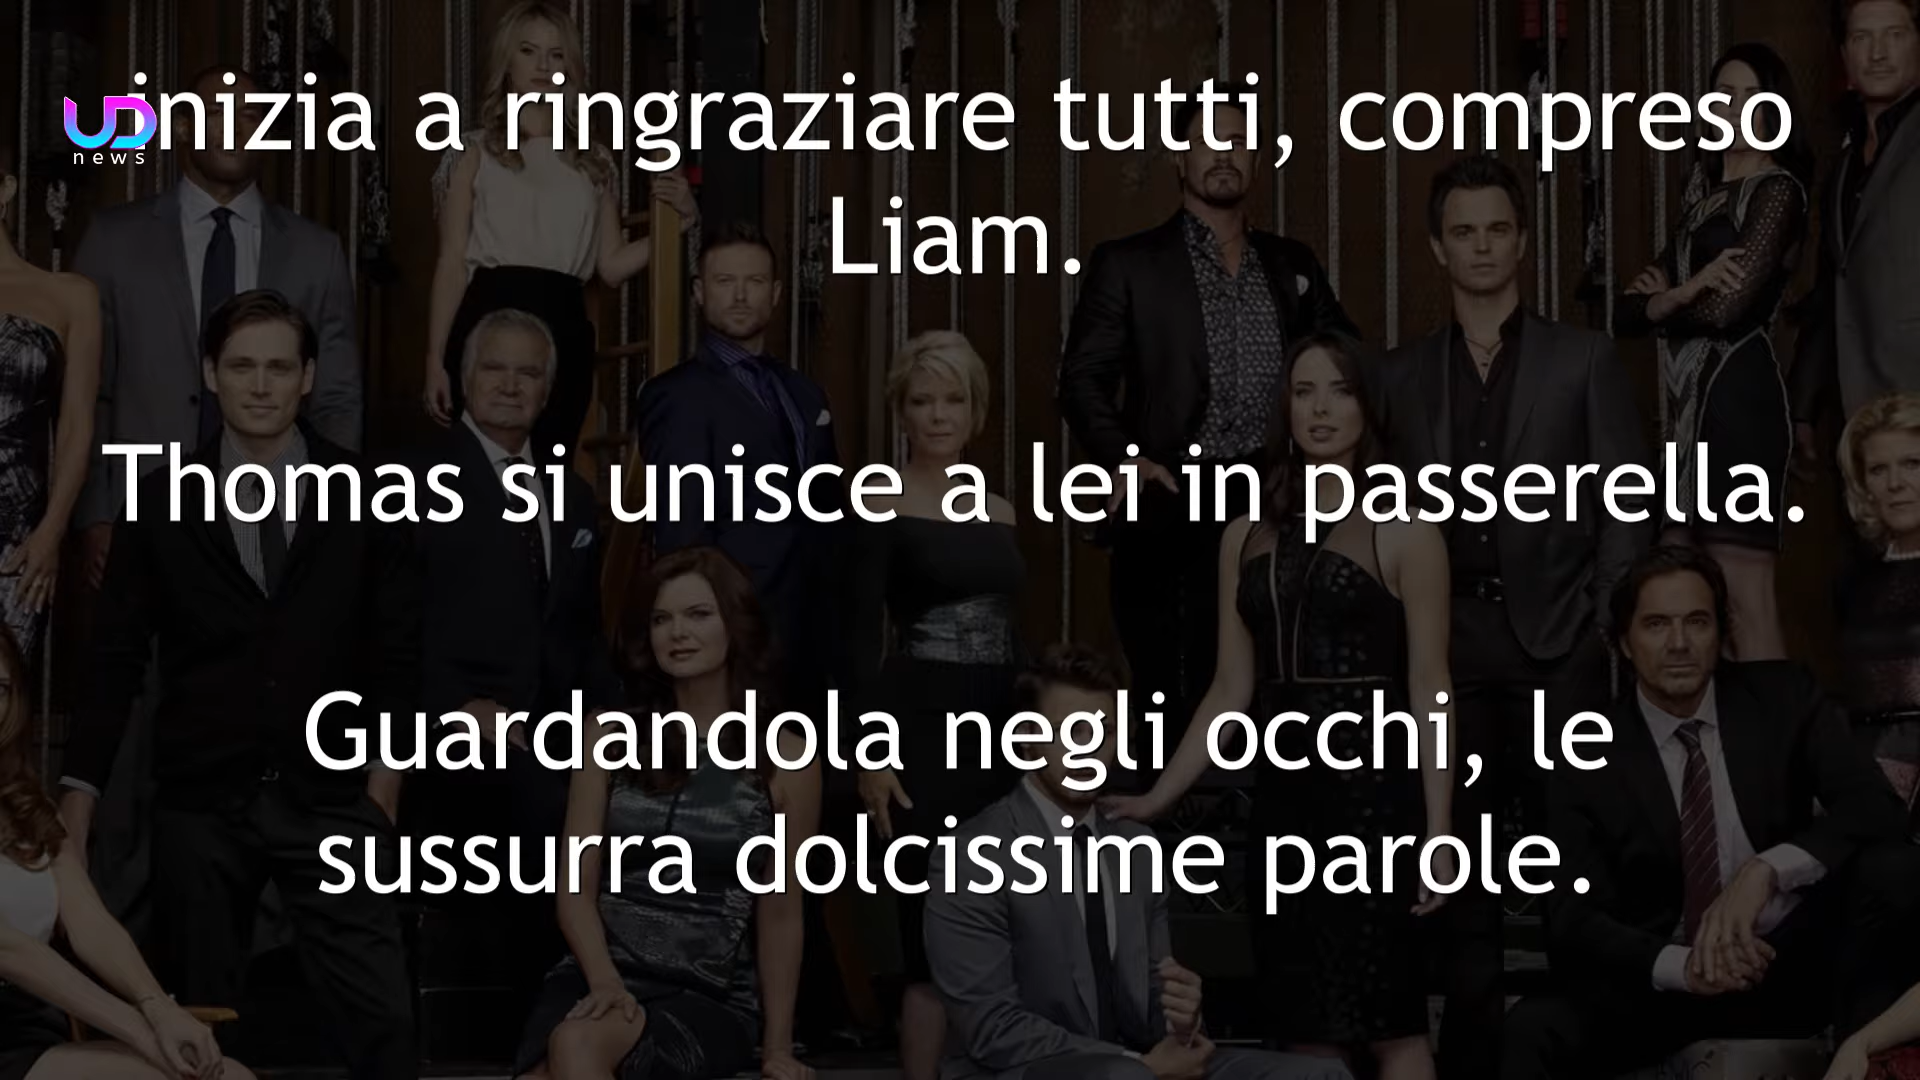 UD
news
inizia a ringraziare tutti, compreso
Liam.
Thomas si unisce a lei in passerella.
Guardandola negli occhi, le
sussurra dolcissime parole.